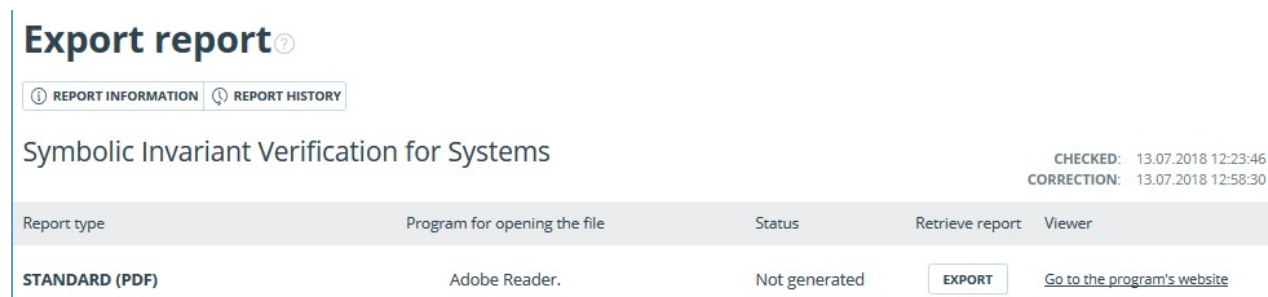 Export report ?
REPORT INFORMATION REPORT HISTORY
Symbolic Invariant Verification for Systems
CHECKED: 13.07.2018 12:23:46
CORRECTION: 13.07.2018 12:58:30
Report type Program for opening the file Status Retrieve report Viewer
STANDARD (PDF) Adobe Reader. Not generated EXPORT Go to the program's website